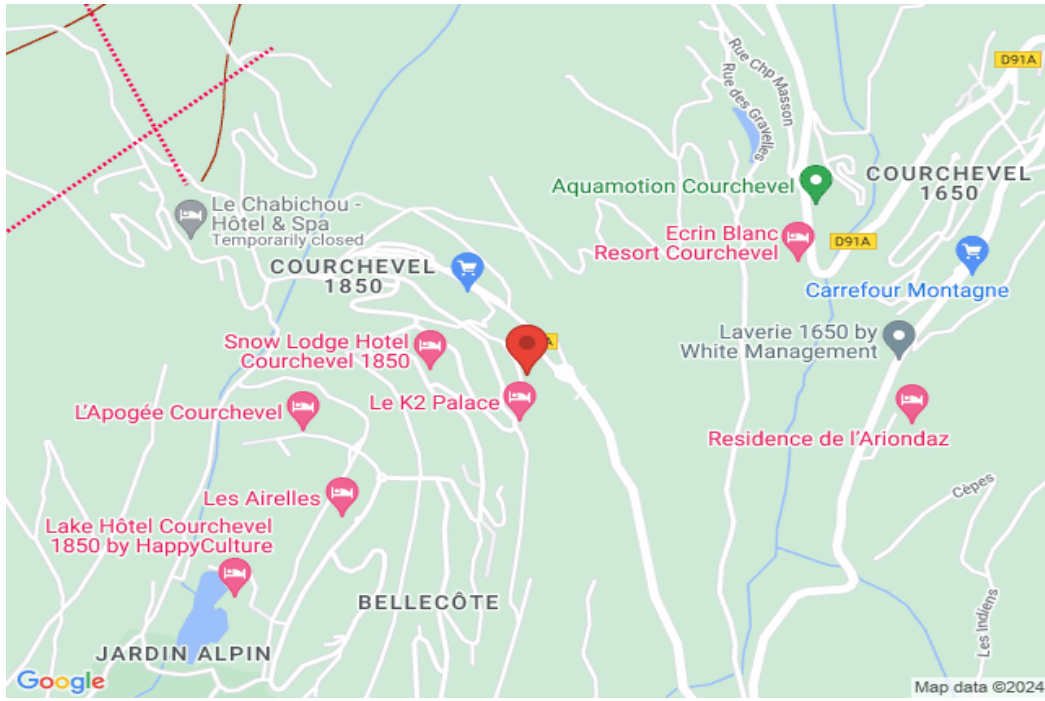 D91A
Rue Chp Masson
Rue des Gravelles
Aquamotion Courchevel
COURCHEVEL
1650
Le Chabichou -
Hôtel & Spa
Temporarily closed
Ecrin Blanc
Resort Courchevel
D91A
COURCHEVEL
1850
Carrefour Montagne
Snow Lodge Hotel
Courchevel 1850
A
Laverie 1650 by
White Management
L'Apogée Courchevel
Le K2 Palace
Residence de l'Ariondaz
Les Airelles
Cèpes
Lake Hôtel Courchevel
1850 by HappyCulture
BELLECÔTE
Les Indiens
JARDIN ALPIN
Google
Map data ©2024